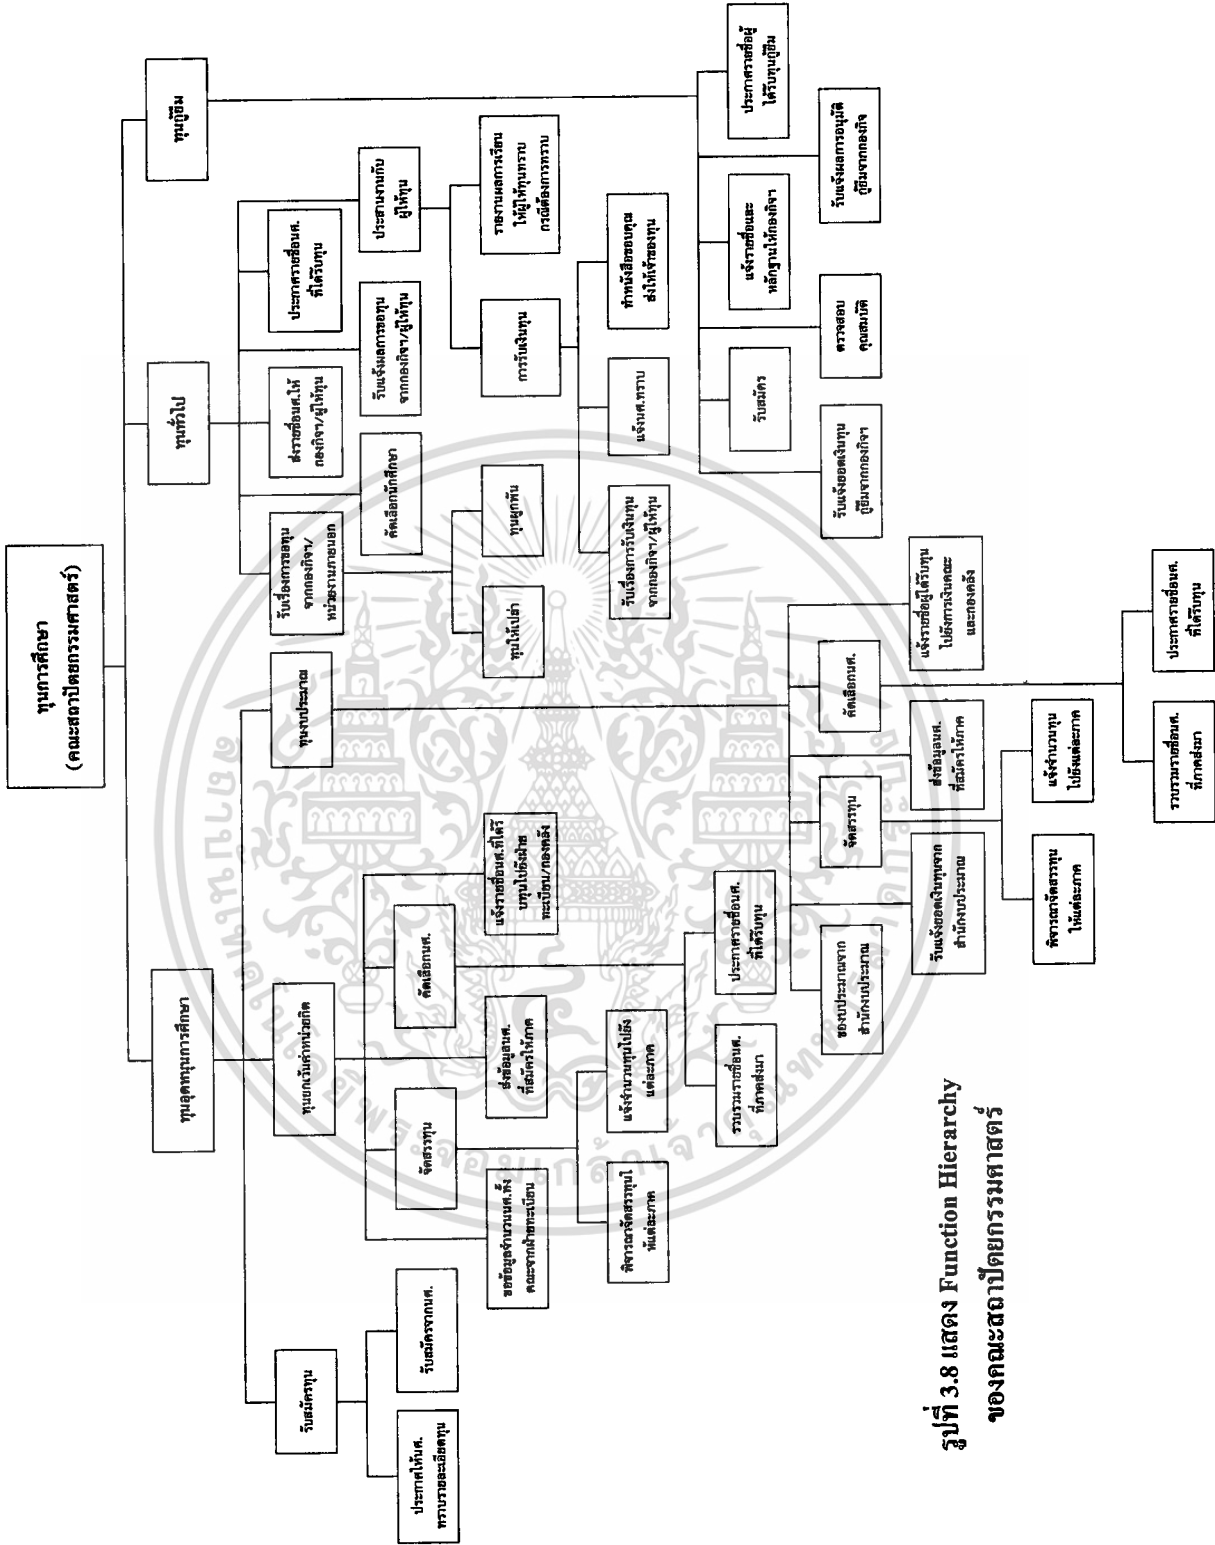 ทุนการศึกษา
(คณะสถาปัตยกรรมศาสตร์)
ทุนอุดหนุนการศึกษา
ทุนทั่วไป
ทุนกู้ยืม
รับสมัครทุน
ประกาศให้นศ.
ทราบรายละเอียดทุน
รับสมัครจากนศ.
ทุนยกเว้นค่าหน่วยกิต
ขอข้อมูลจำนวนนศ.ทั้ง
คณะจากฝ่ายทะเบียน
จัดสรรทุน
พิจารณาจัดสรรทุนใ
ห้แต่ละภาค
แจ้งจำนวนทุนไปยัง
แต่ละภาค
ส่งข้อมูลนศ.
ที่สมัครให้ภาค
คัดเลือกนศ.
รวบรวมรายชื่อนศ.
ที่ภาคส่งมา
ประกาศรายชื่อนศ.
ที่ได้รับทุน
แจ้งรายชื่อนศ.ที่ได้รั
บทุนไปยังฝ่าย
ทะเบียน/กองคลัง
ทุนงบประมาณ
ของบประมาณจาก
สำนักงบประมาณ
รับแจ้งยอดเงินทุนจาก
สำนักงบประมาณ
จัดสรรทุน
พิจารณาจัดสรรทุน
ให้แต่ละภาค
แจ้งจำนวนทุน
ไปยังแต่ละภาค
ส่งข้อมูลนศ.
ที่สมัครให้ภาค
คัดเลือกนศ.
รวบรวมรายชื่อนศ.
ที่ภาคส่งมา
ประกาศรายชื่อนศ.
ที่ได้รับทุน
แจ้งรายชื่อผู้ได้รับทุน
ไปยังการเงินคณะ
และกองคลัง
รับเรื่องการขอทุน
จากกองกิจฯ/
หน่วยงานภายนอก
ทุนให้เปล่า
ทุนผูกพัน
คัดเลือกนักศึกษา
ส่งรายชื่อนศ.ให้
กองกิจฯ/ผู้ให้ทุน
รับแจ้งผลการขอทุน
จากกองกิจฯ/ผู้ให้ทุน
ประกาศรายชื่อนศ.
ที่ได้รับทุน
ประสานงานกับ
ผู้ให้ทุน
การรับเงินทุน
รับเรื่องการรับเงินทุน
จากกองกิจฯ/ผู้ให้ทุน
แจ้งนศ.ทราบ
ทำหนังสือขอบคุณ
ส่งให้เจ้าของทุน
รายงานผลการเรียน
ให้ผู้ให้ทุนทราบ
กรณีต้องการทราบ
รับแจ้งยอดเงินทุน
กู้ยืมจากกองกิจฯ
รับสมัคร
ตรวจสอบ
คุณสมบัติ
แจ้งรายชื่อและ
หลักฐานให้กองกิจฯ
รับแจ้งผลการอนุมัติ
กู้ยืมจากกองกิจ
ประกาศรายชื่อผู้
ได้รับทุนกู้ยืม
รูปที่ 3.8 แสดง Function Hierarchy
ของคณะสถาปัตยกรรมศาสตร์